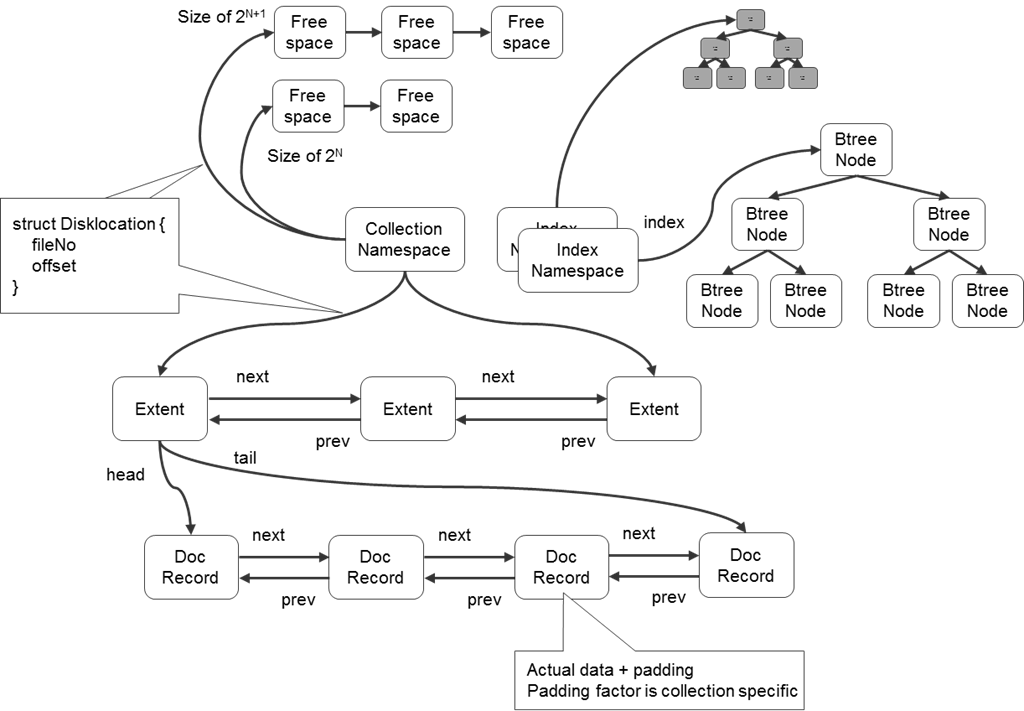 Size of 2N+1
Free
space
Free
space
Free
space
Free
space
Free
space
Size of 2N
struct Disklocation {
fileNo
offset
}
Collection
Namespace
Index
Index
Namespace
index
Btree
Node
Btree
Node
Btree
Node
Btree
Node
Btree
Node
Btree
Node
Btree
Node
next
next
Extent
Extent
Extent
prev
prev
head
tail
next
next
next
Doc
Record
Doc
Record
Doc
Record
Doc
Record
prev
prev
prev
Actual data + padding
Padding factor is collection specific